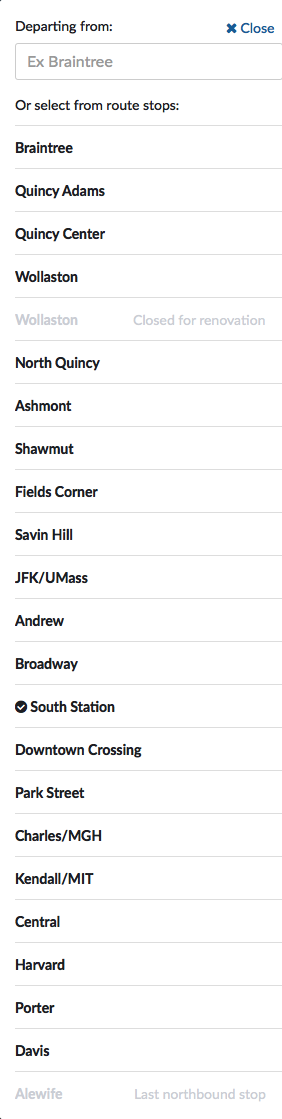 Departing from:
✖ Close
Ex Braintree
Or select from route stops:
Braintree
Quincy Adams
Quincy Center
Wollaston
Wollaston Closed for renovation
North Quincy
Ashmont
Shawmut
Fields Corner
Savin Hill
JFK/UMass
Andrew
Broadway
South Station
Downtown Crossing
Park Street
Charles/MGH
Kendall/MIT
Central
Harvard
Porter
Davis
Alewife Last northbound stop